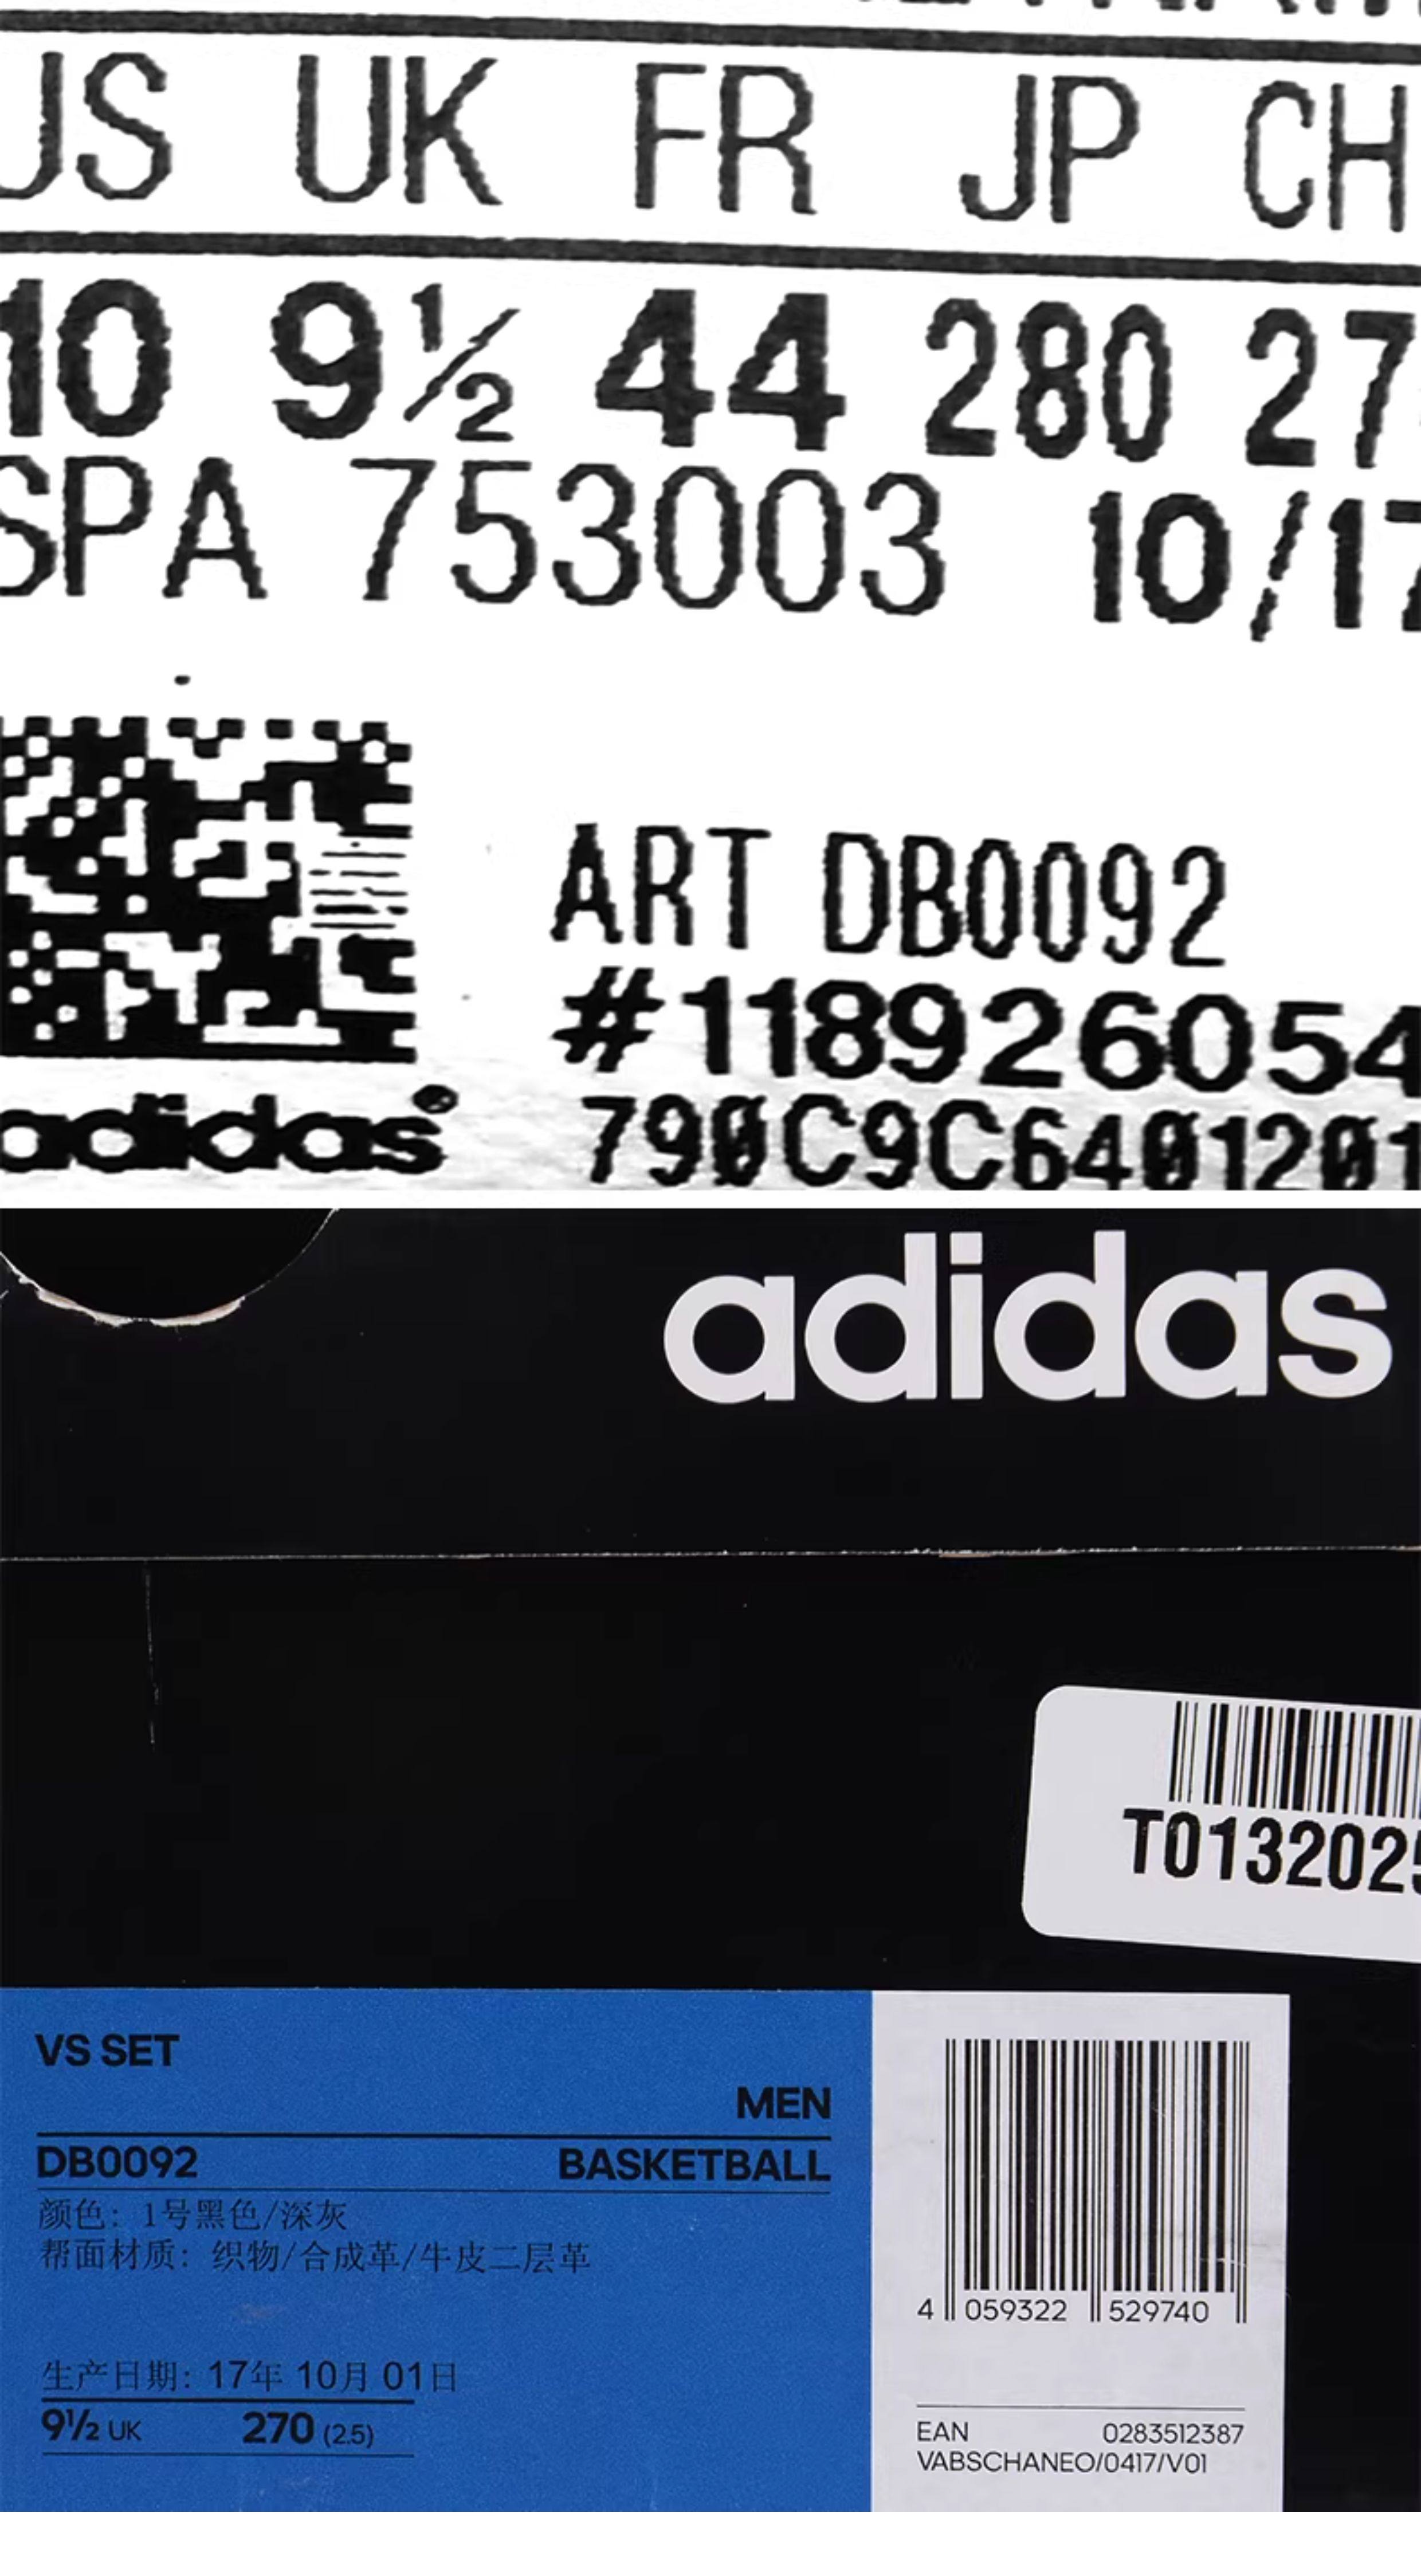 US UK FR JP CH
10 9½ 44 280 27
SPA 753003 10/17
ART DB0092
#118926054
adidas®
790C9C6401201
adidas
T0132025
VS SET
MEN
DB0092 BASKETBALL
颜色: 1号黑色/深灰
帮面材质: 织物/合成革/牛皮二层革
生产日期: 17年 10月 01日
9½ UK 270 (2.5)
4 059322 529740
EAN 0283512387
VABSCHANEO/0417/V01